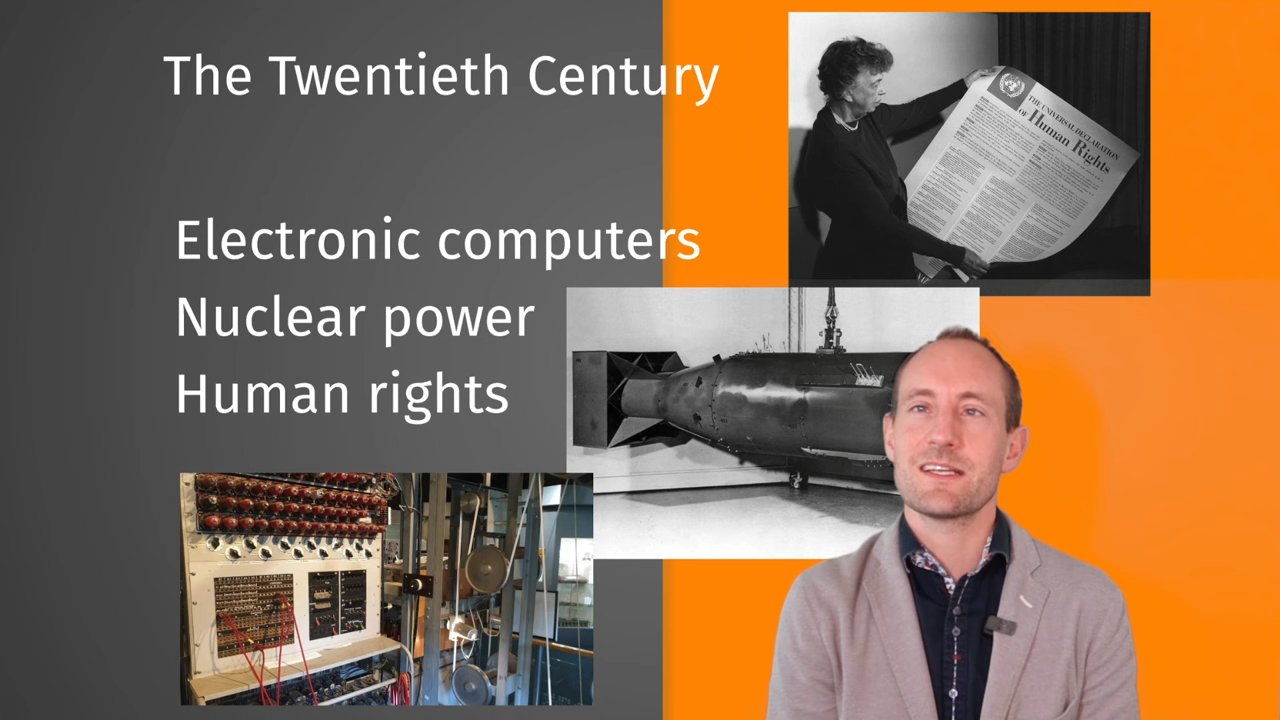 The Twentieth Century
Electronic computers
Nuclear power
Human rights
THE UNIVERSAL DECLARATION
OF Human Rights